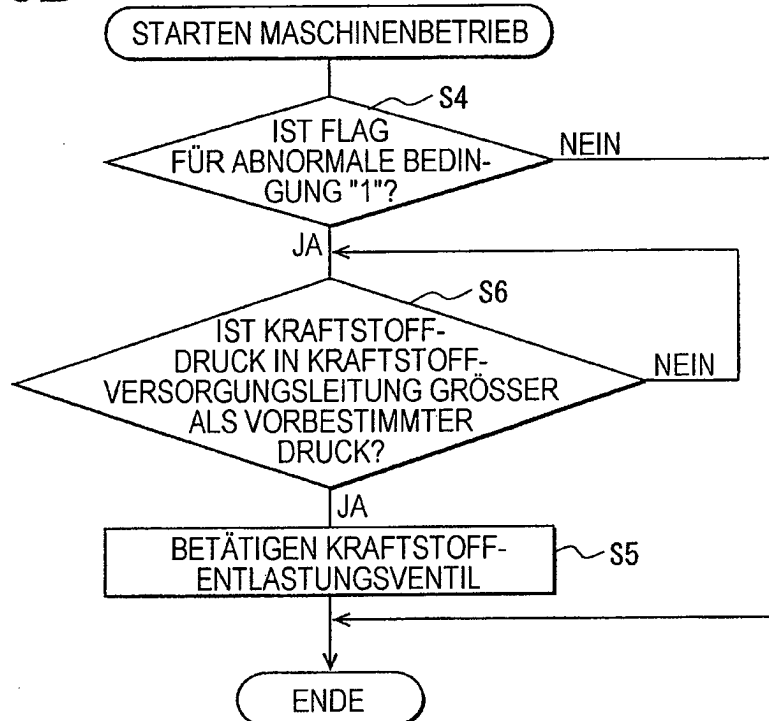 STARTEN MASCHINENBETRIEB
S4
IST FLAG
FÜR ABNORMALE BEDIN-
GUNG "1"?
NEIN
JA
S6
IST KRAFTSTOFF-
DRUCK IN KRAFTSTOFF-
VERSORGUNGSLEITUNG GRÖSSER
ALS VORBESTIMMTER
DRUCK?
NEIN
JA
BETÄTIGEN KRAFTSTOFF-
ENTLASTUNGSVENTIL
S5
ENDE